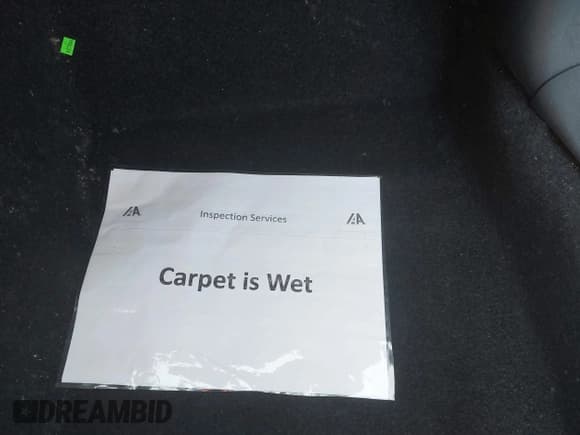 IAA Inspection Services IAA
Carpet is Wet
DREAMBID